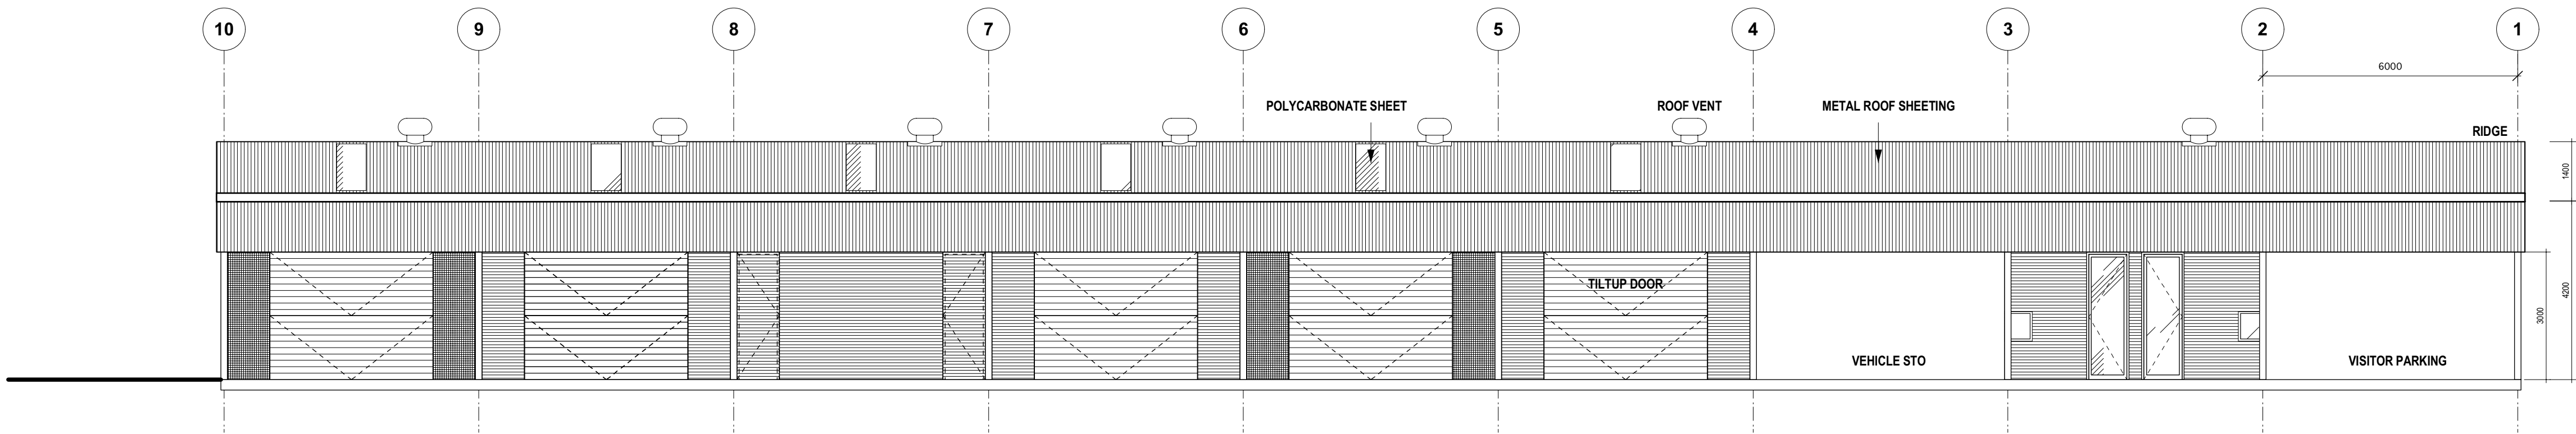 10
9
8
7
6
5
4
3
2
1
6000
POLYCARBONATE SHEET
ROOF VENT
METAL ROOF SHEETING
RIDGE
1400
TILTUP DOOR
4200
3000
VEHICLE STO
VISITOR PARKING